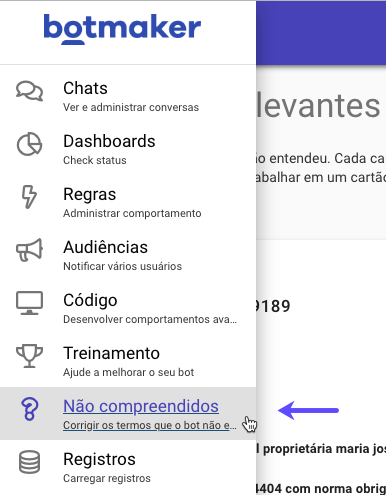 botmaker
Chats
Ver e administrar conversas
Dashboards
Check status
Regras
Administrar comportamento
Audiências
Notificar vários usuários
Código
Desenvolver comportamentos ava...
Treinamento
Ajude a melhorar o seu bot
Não compreendidos
Corrigir os termos que o bot não e...
Registros
Carregar registros
levantes
ão entendeu. Cada ca
abalhar em um cartão
9189
l proprietária maria jos
4404 com norma obrig